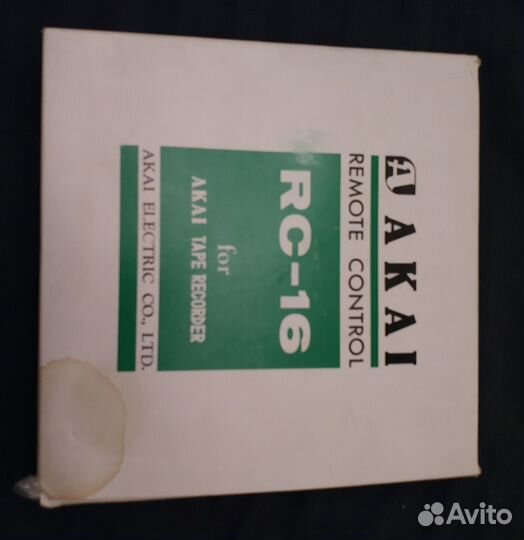 AKAI
REMOTE CONTROL
RC-16
for
AKAI TAPE RECORDER
AKAI ELECTRIC CO., LTD.
Avito